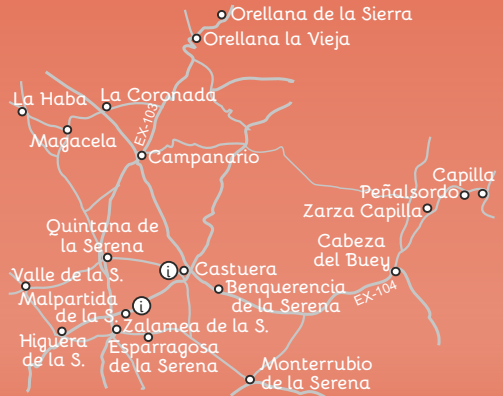 Orellana de la Sierra
Orellana la Vieja
La Haba
La Coronada
EX-103
Magacela
Campanario
Capilla
Peñalsordo
Zarza Capilla
Quintana de
la Serena
Cabeza
del Buey
i
Castuera
Valle de la S.
Benquerencia
de la Serena
EX-104
Malpartida
de la S.
i
Zalamea de la S.
Higuera
de la S.
Esparragosa
de la Serena
Monterrubio
de la Serena